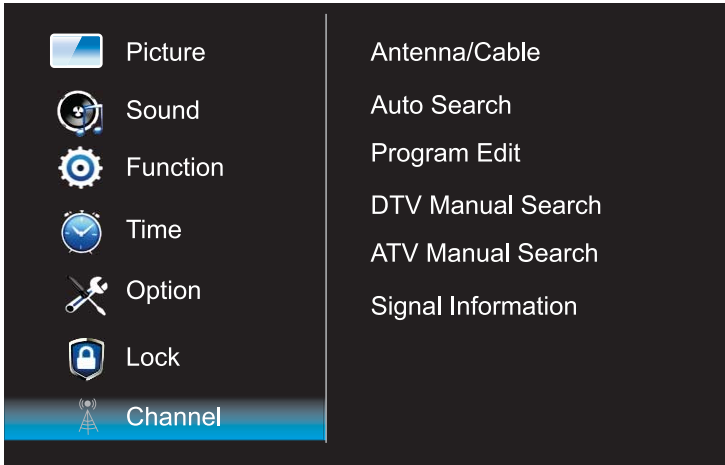 Picture
Sound
Function
Time
Option
Lock
Channel
Antenna/Cable
Auto Search
Program Edit
DTV Manual Search
ATV Manual Search
Signal Information